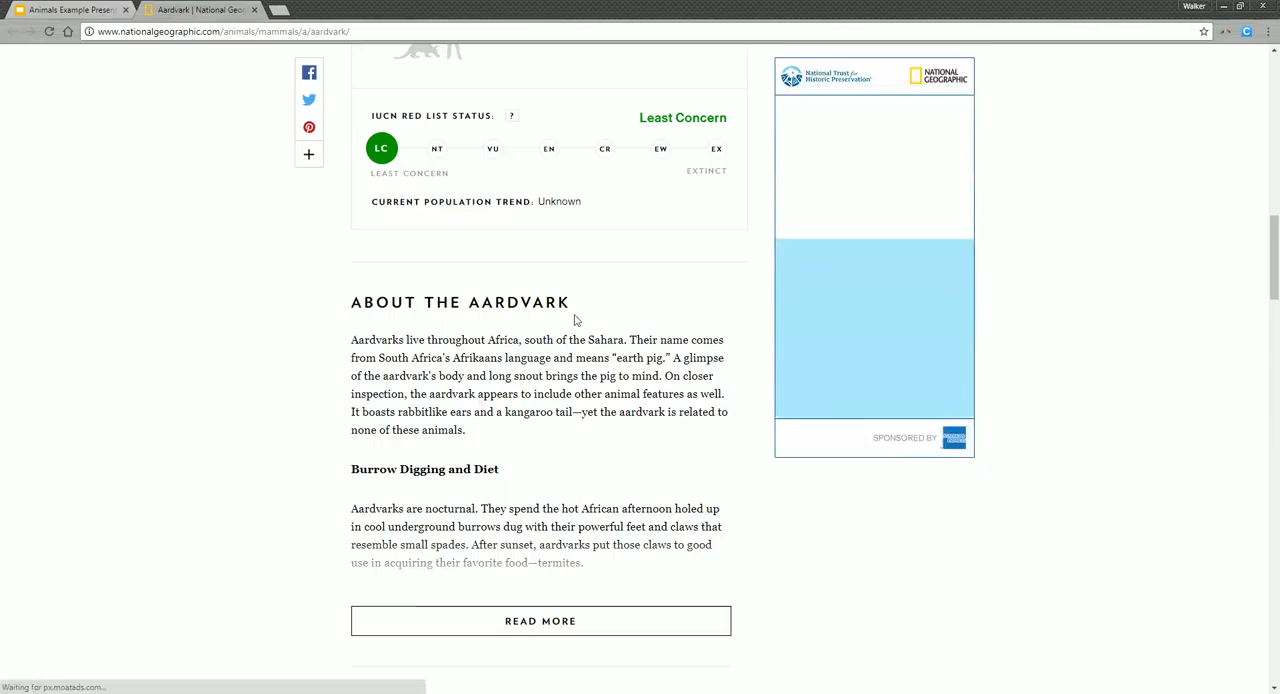 Animals Example Presen
Aardvark | National Geo
Walker
www.nationalgeographic.com/animals/mammals/a/aardvark/
National Trust for
Historic Preservation
NATIONAL
GEOGRAPHIC
IUCN RED LIST STATUS: ?
Least Concern
LC NT VU EN CR EW EX
LEAST CONCERN
EXTINCT
CURRENT POPULATION TREND: Unknown
ABOUT THE AARDVARK
Aardvarks live throughout Africa, south of the Sahara. Their name comes
from South Africa's Afrikaans language and means “earth pig.” A glimpse
of the aardvark's body and long snout brings the pig to mind. On closer
inspection, the aardvark appears to include other animal features as well.
It boasts rabbitlike ears and a kangaroo tail—yet the aardvark is related to
none of these animals.
SPONSORED BY
Burrow Digging and Diet
Aardvarks are nocturnal. They spend the hot African afternoon holed up
in cool underground burrows dug with their powerful feet and claws that
resemble small spades. After sunset, aardvarks put those claws to good
use in acquiring their favorite food—termites.
READ MORE
Waiting for px.moatads.com...